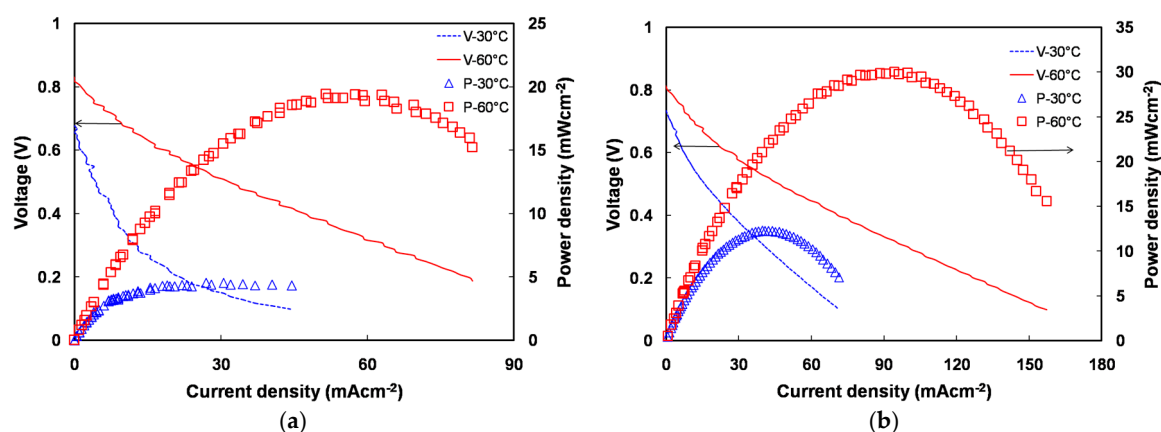 1
0.8
0.6
0.4
0.2
0
Voltage (V)
0
30
60
90
Current density (mAcm-2)
25
20
15
10
5
0
Power density (mWcm-2)
V-30°C
V-60°C
P-30°C
P-60°C
(a)
1
0.8
0.6
0.4
0.2
0
Voltage (V)
0
30
60
90
120
150
180
Current density (mAcm-2)
35
30
25
20
15
10
5
0
Power density (mWcm-2)
V-30°C
V-60°C
P-30°C
P-60°C
(b)